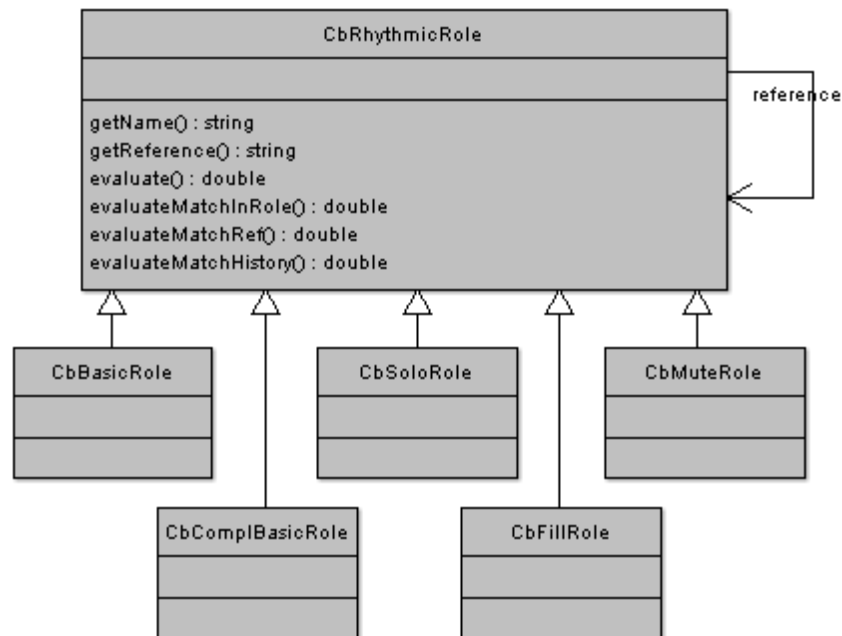 CbRhythmicRole
reference
getName() : string
getReference() : string
evaluate() : double
evaluateMatchInRole() : double
evaluateMatchRef() : double
evaluateMatchHistory() : double
CbBasicRole
CbSoloRole
CbMuteRole
CbComplBasicRole
CbFillRole